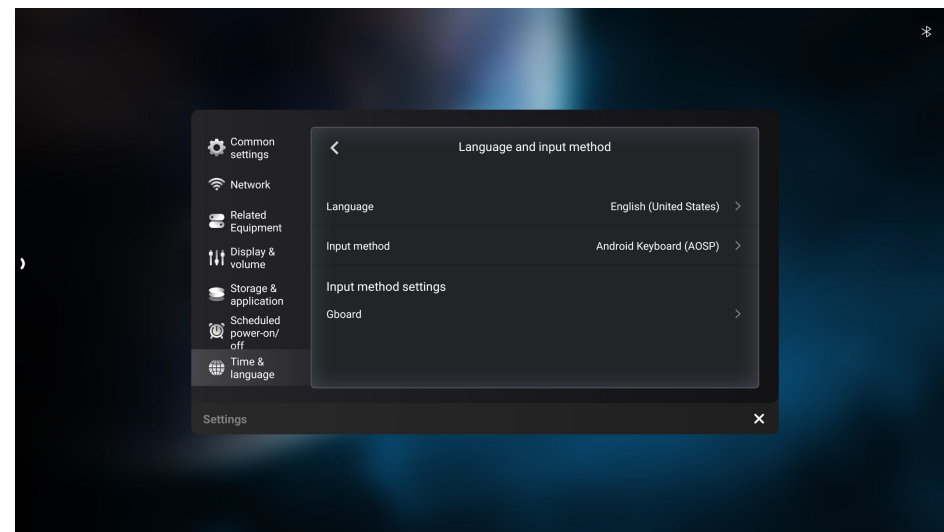 Common
settings
Network
Related
Equipment
Display &
volume
Storage &
application
Scheduled
power-on/
off
Time &
language
Language and input method
Language
English (United States)
Input method
Android Keyboard (AOSP)
Input method settings
Gboard
Settings